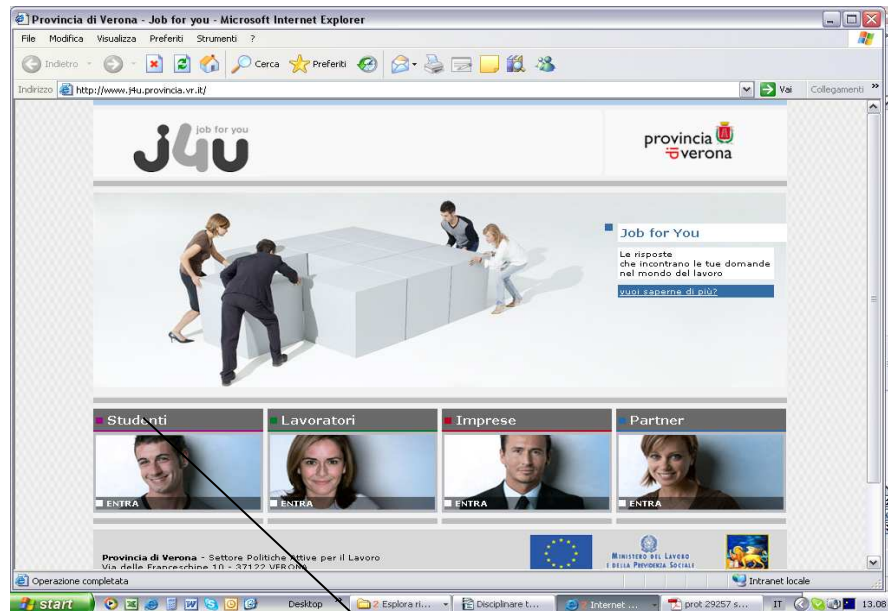 Provincia di Verona - Job for you - Microsoft Internet Explorer
File Modifica Visualizza Preferiti Strumenti ?
Indietro Cerca Preferiti
Indirizzo http://www.j4u.provincia.vr.it/ Vai Collegamenti »
j4u job for you
provincia di verona
Job for You
Le risposte
che incontrano le tue domande
nel mondo del lavoro
vuoi saperne di più?
Studenti Lavoratori Imprese Partner
ENTRA ENTRA ENTRA ENTRA
Provincia di Verona - Settore Politiche Attive per il Lavoro
Via delle Franceschine 10 - 37122 VERONA
MINISTERO DEL LAVORO
E DELLA PREVIDENZA SOCIALE
Operazione completata Intranet locale
start Desktop » 2 Esplora ri... Disciplinare t... Internet ... prot 29257 s... IT 13.09